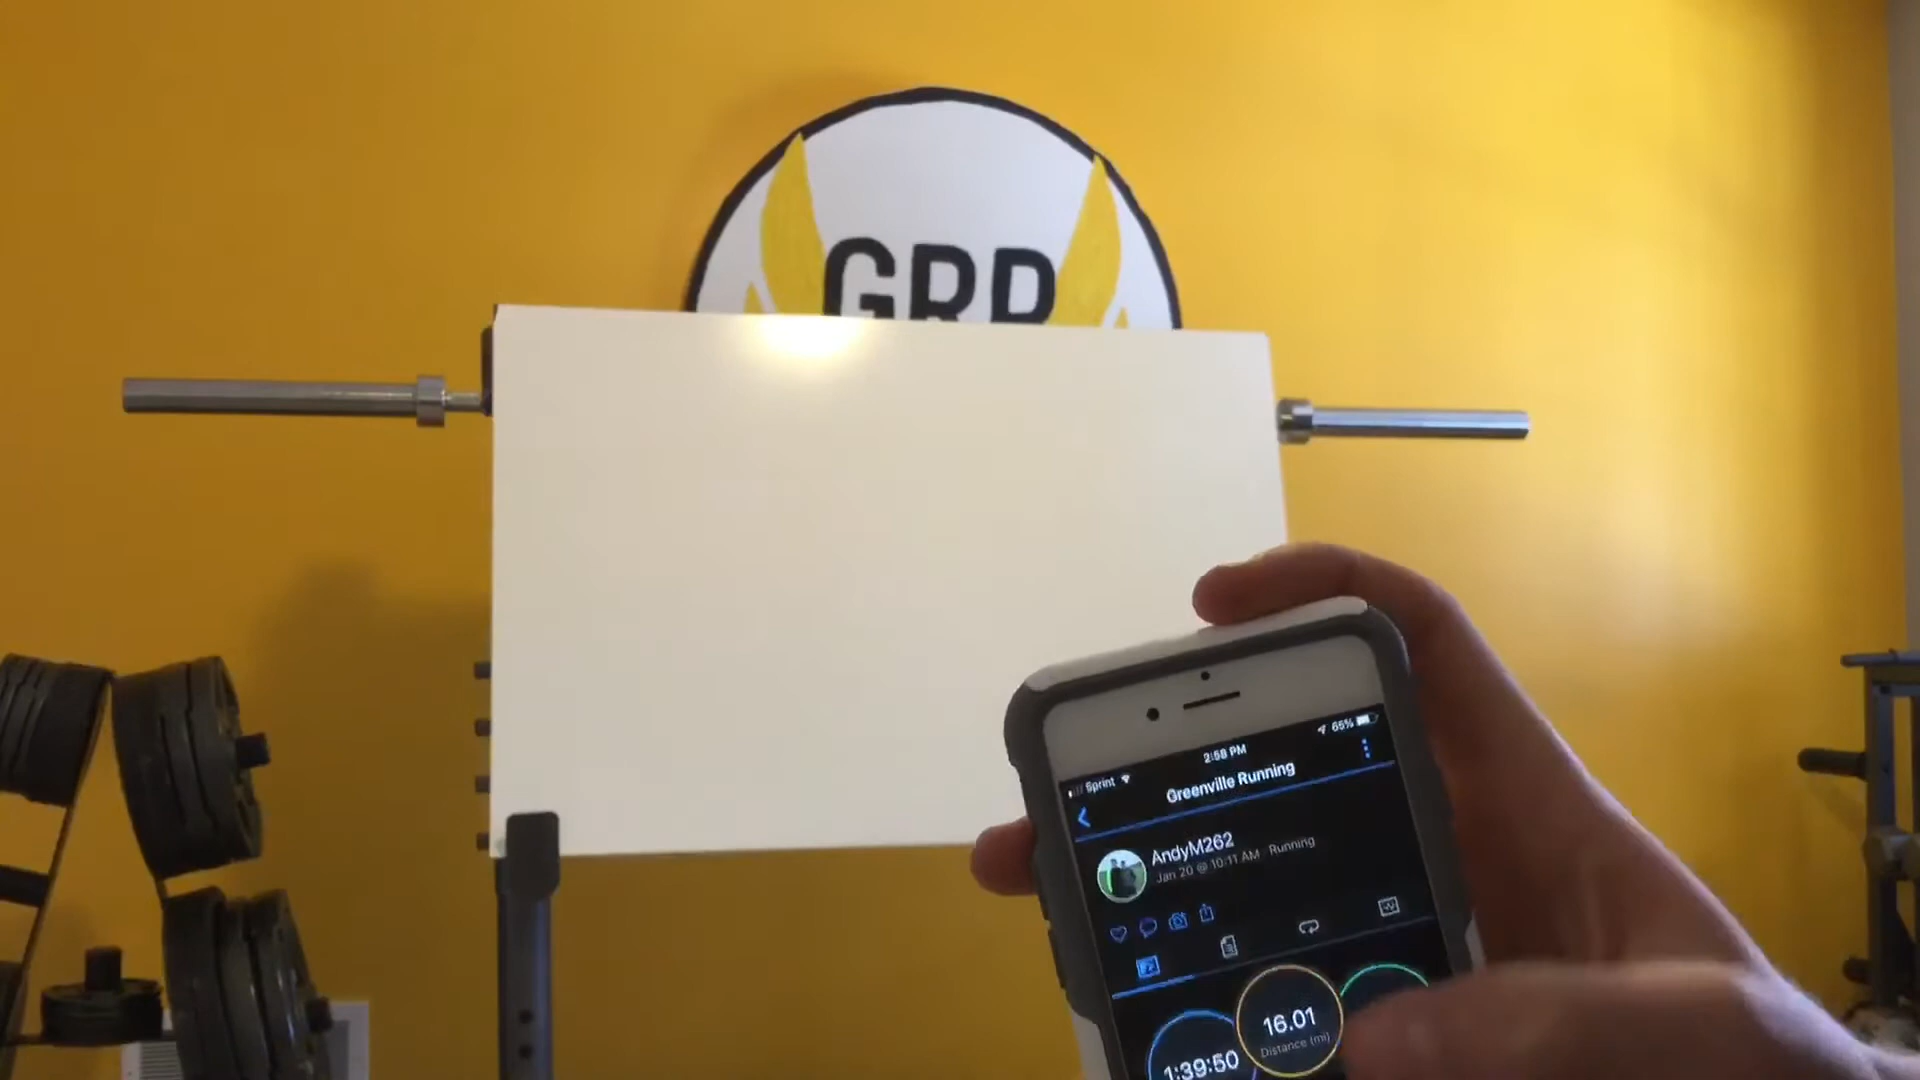 GRP
Sprint 2:58 PM 65%
Greenville Running
AndyM262
Jan 20 @ 10:11 AM · Running
16.01
Distance (mi)
1:39:50